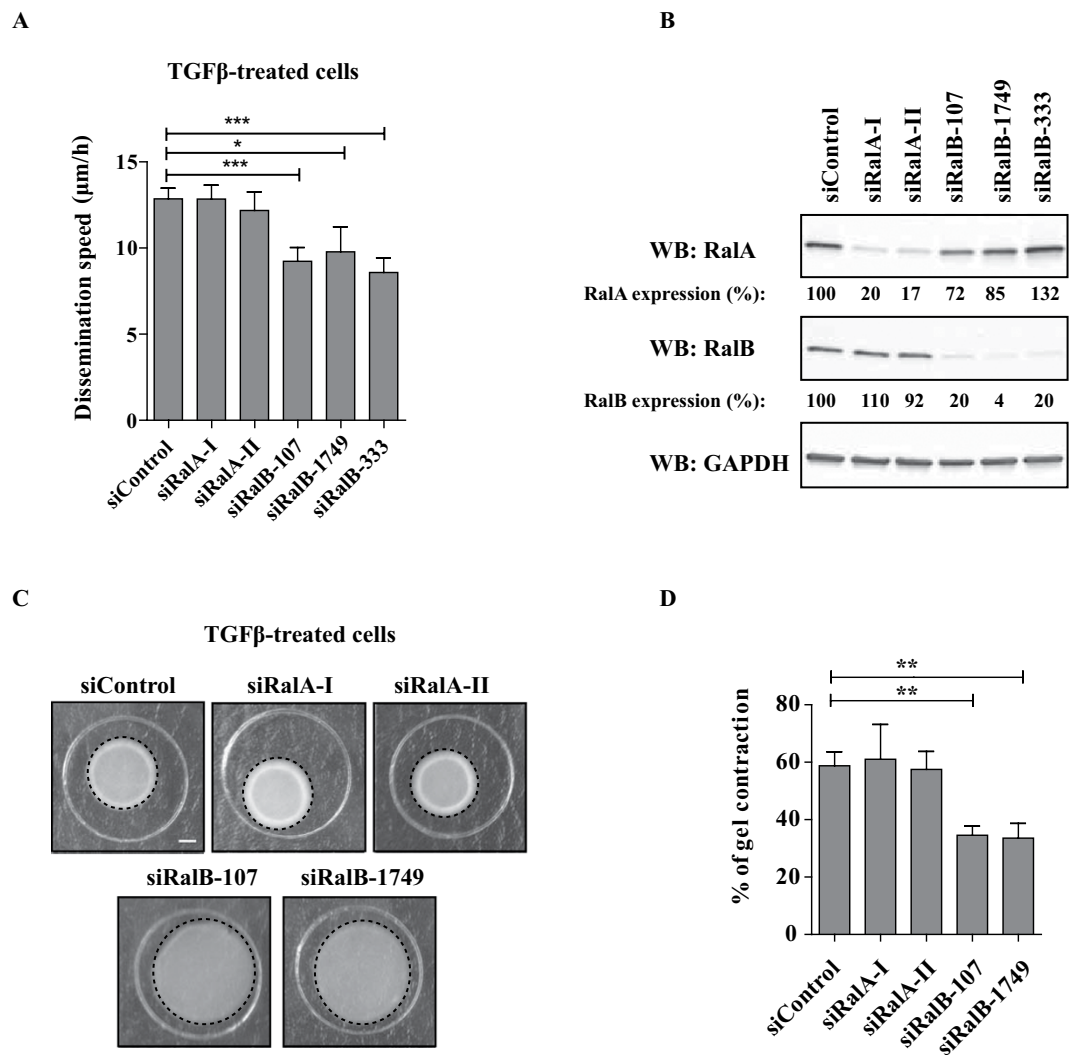 A
TGFβ-treated cells
***
*
***
Dissemination speed (µm/h)
15
10
5
0
siControl
siRalA-I
siRalA-II
siRalB-107
siRalB-1749
siRalB-333
B
siControl
siRalA-I
siRalA-II
siRalB-107
siRalB-1749
siRalB-333
WB: RalA
RalA expression (%): 100 20 17 72 85 132
WB: RalB
RalB expression (%): 100 110 92 20 4 20
WB: GAPDH
C
TGFβ-treated cells
siControl siRalA-I siRalA-II
siRalB-107 siRalB-1749
D
**
**
% of gel contraction
80
60
40
20
0
siControl
siRalA-I
siRalA-II
siRalB-107
siRalB-1749